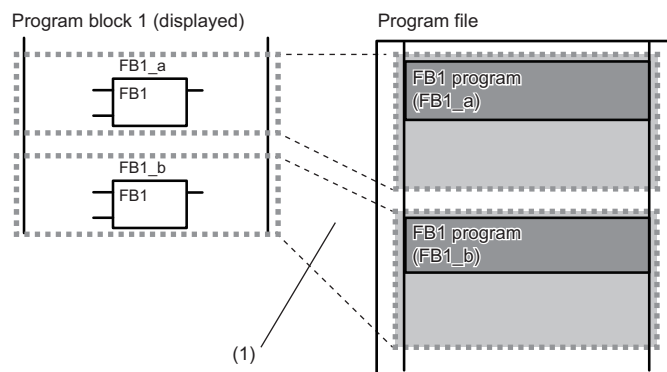 Program block 1 (displayed)
Program file
FB1_a
FB1
FB1_b
FB1
FB1 program
(FB1_a)
FB1 program
(FB1_b)
(1)